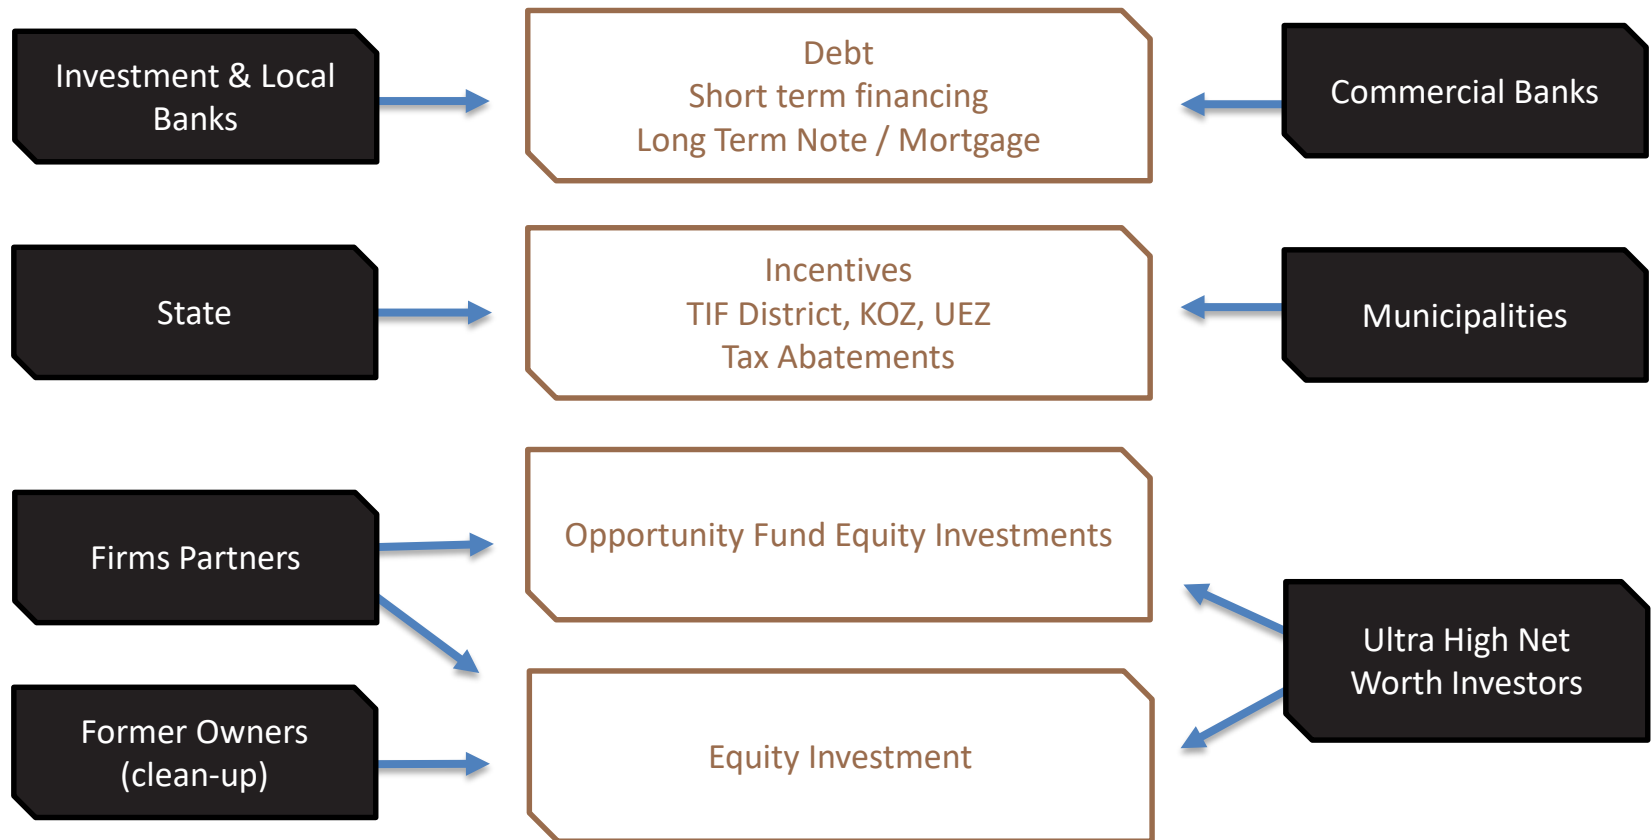 Investment & Local
Banks
Debt
Short term financing
Long Term Note / Mortgage
Commercial Banks
State
Incentives
TIF District, KOZ, UEZ
Tax Abatements
Municipalities
Firms Partners
Opportunity Fund Equity Investments
Ultra High Net
Worth Investors
Former Owners
(clean-up)
Equity Investment